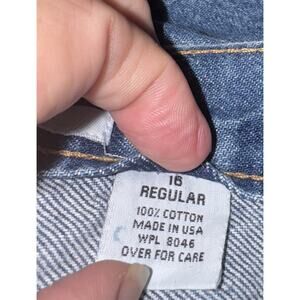 16
REGULAR
100% COTTON
MADE IN USA
WPL 8046
OVER FOR CARE